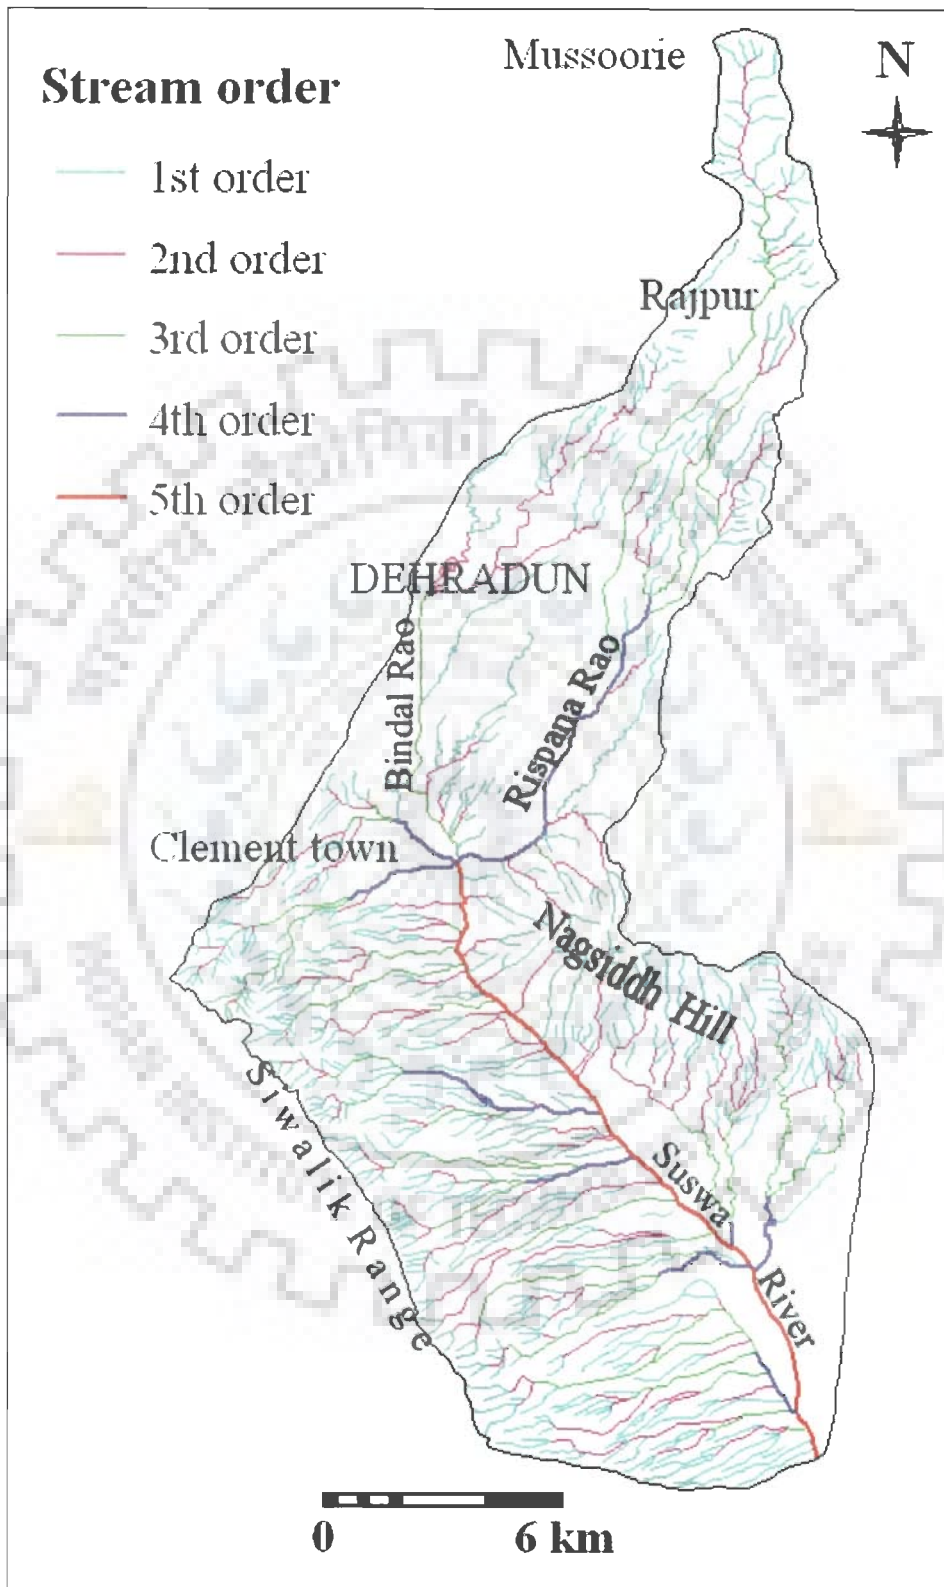 Mussoorie
N
Stream order
1st order
2nd order
3rd order
4th order
5th order
Rajpur
DEHRADUN
Bindal Rao
Rispana Rao
Clement town
Nagsiddh Hill
Siwalik Range
Suswa River
0 6 km